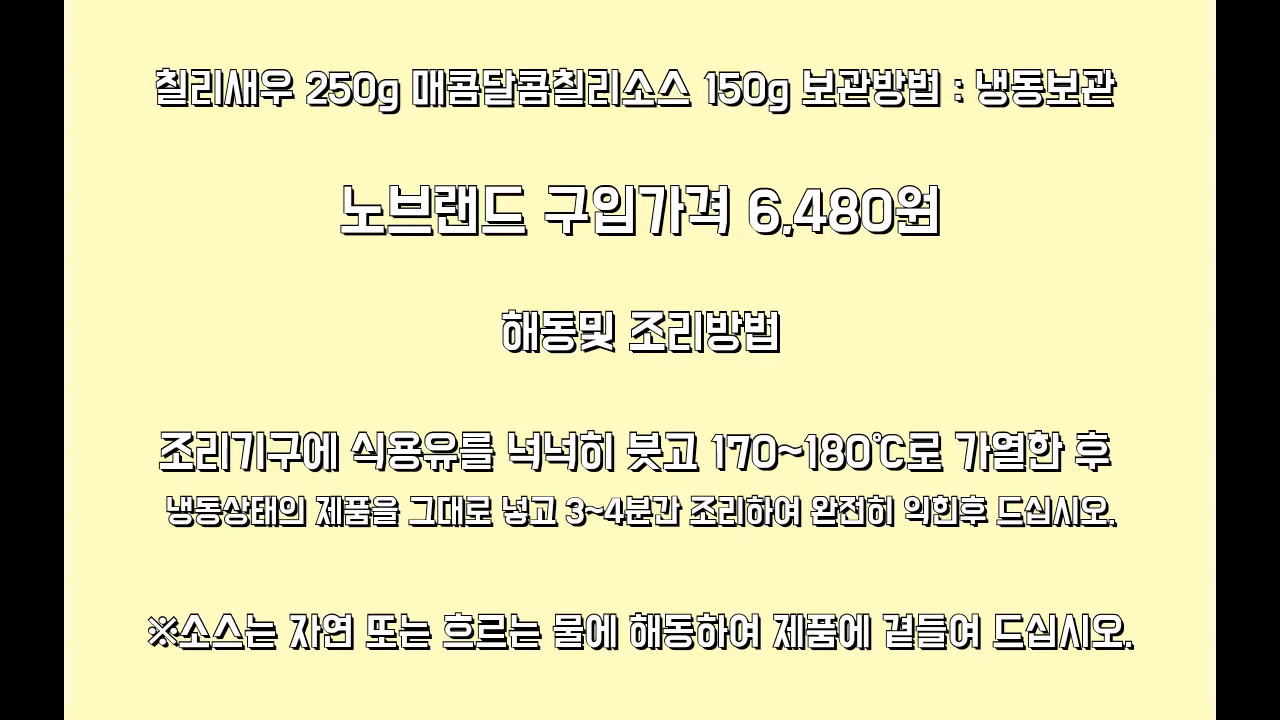 칠리새우 250g 매콤달콤칠리소스 150g 보관방법 : 냉동보관
노브랜드 구입가격 6,480원
해동및 조리방법
조리기구에 식용유를 넉넉히 붓고 170~180℃로 가열한 후
냉동상태의 제품을 그대로 넣고 3~4분간 조리하여 완전히 익힌후 드십시오.
※소스는 자연 또는 흐르는 물에 해동하여 제품에 곁들여 드십시오.